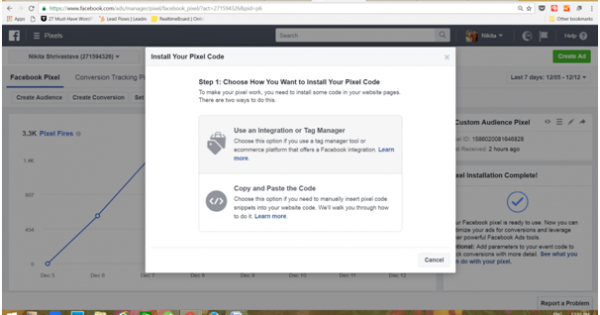 https://www.facebook.com/ads/manager/pixel/facebook_pixel/?act=271594326&pid=p6
Apps
27 Must Have Wordl
Lead Flows | Leadin
RealtimeBoard | Onli
Other bookmarks
Pixels
Search
Nikita
Help
Nikita Shrivastava (271594326)
Create Ad
Facebook Pixel
Conversion Tracking Pi
Last 7 days: 12/05 - 12/12
Create Audience
Create Conversion
Set
3.3K Pixel Fires
1.4K
907
454
0
Dec 5
Dec 6
Dec 7
Dec 8
Dec 9
Dec 10
Dec 11
Dec 12
Install Your Pixel Code
Step 1: Choose How You Want to Install Your Pixel Code
To make your pixel work, you need to install some code in your website pages.
There are two ways to do this.
Use an Integration or Tag Manager
Choose this option if you use a tag manager tool or
ecommerce platform that offers a Facebook integration. Learn
more.
Copy and Paste the Code
Choose this option if you need to manually insert pixel code
snippets into your website code. We'll walk you through how
to do it. Learn more.
Cancel
Custom Audience Pixel
ID: 1599020081646828
Received: 2 hours ago
xel Installation Complete!
ur Facebook pixel is ready to use. Now you can
timize your ads for conversions and leverage
er powerful Facebook Ads tools.
tional: Add parameters to your event code to
ck conversions with more detail. See what you
n do with your pixel.
Report a Problem